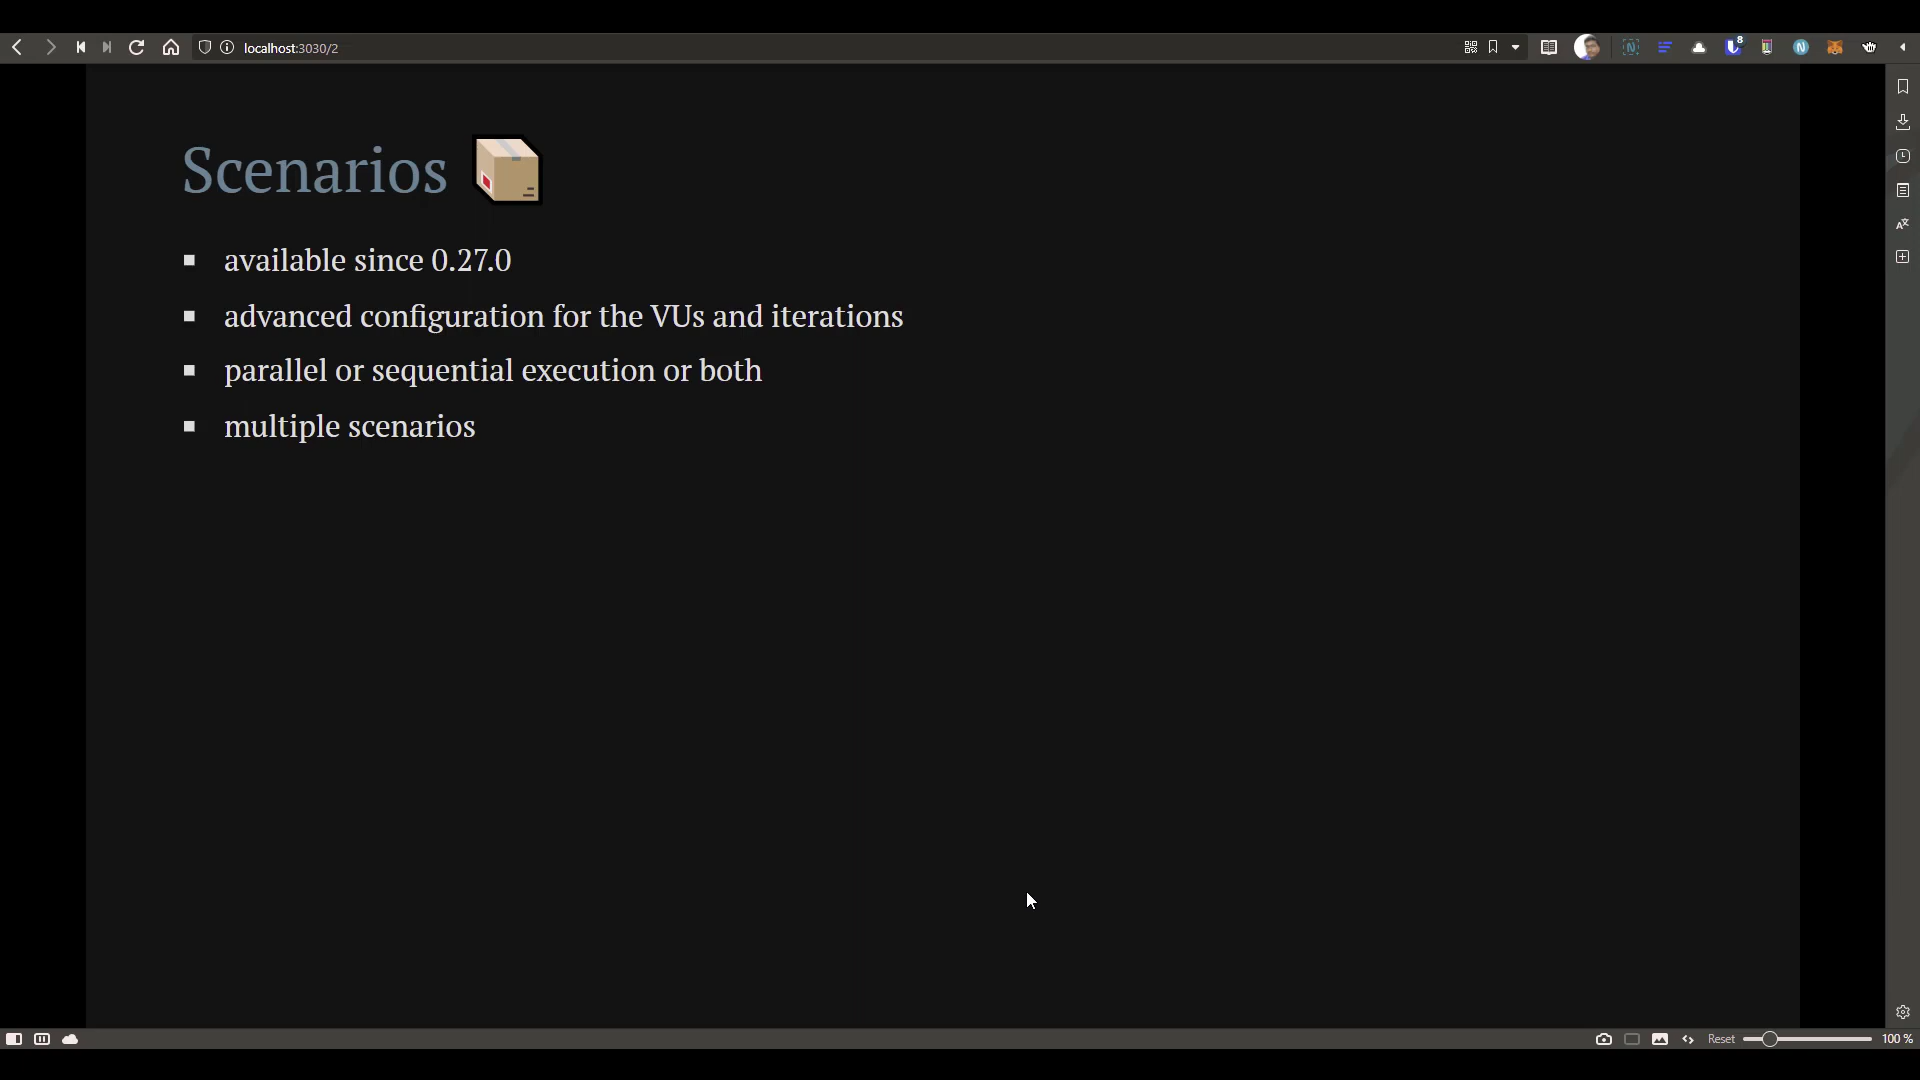 localhost:3030/2
8
N
N
Scenarios
available since 0.27.0
advanced configuration for the VUs and iterations
parallel or sequential execution or both
multiple scenarios
Reset
100 %